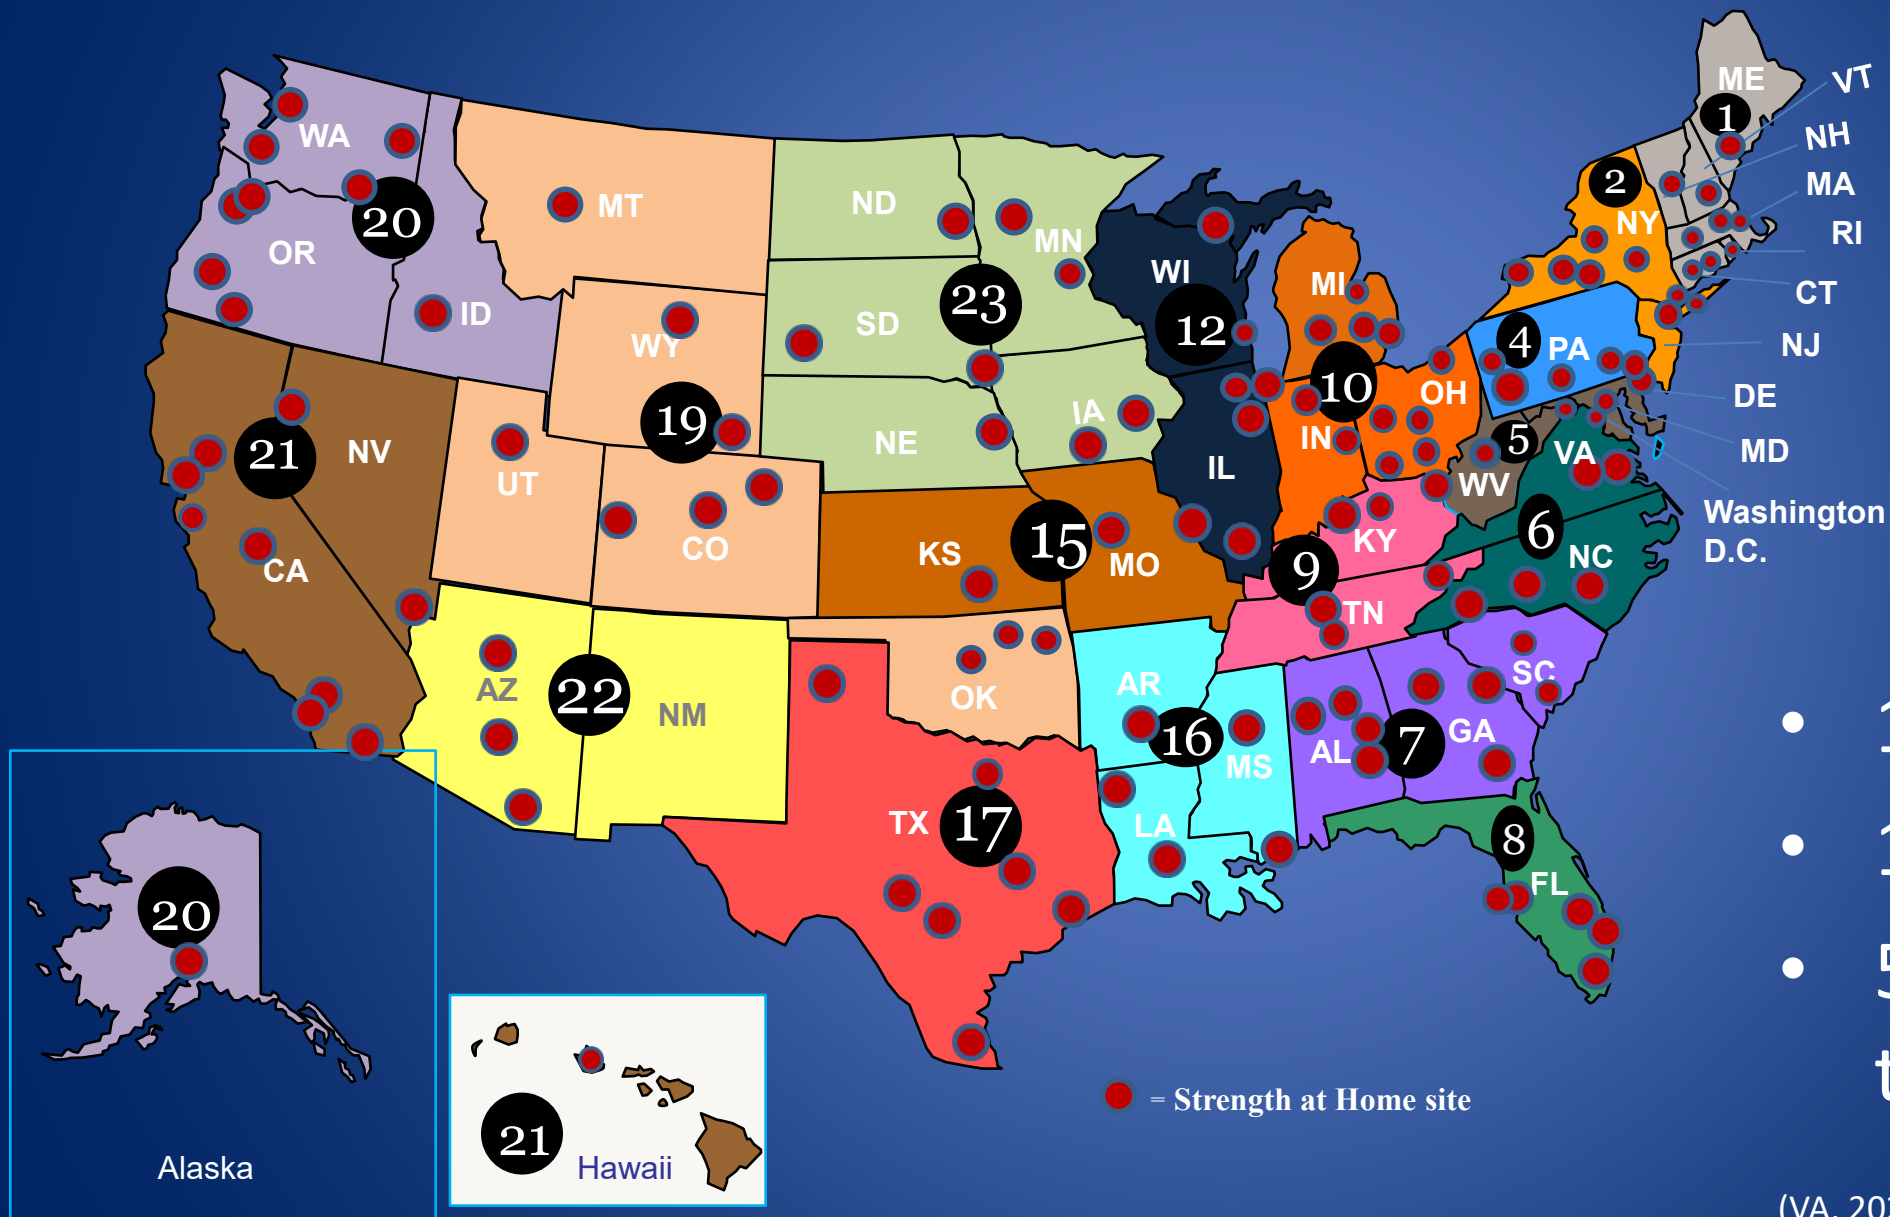 ME
VT
1
NH
WA
2
MA
20
MT
ND
NY
RI
OR
MN
WI
MI
CT
ID
23
SD
12
4
PA
NJ
WY
10
OH
DE
19
IA
21
NV
NE
IN
5
VA
MD
UT
IL
WV
Washington
D.C.
CO
KS
15
MO
KY
6
NC
CA
9
TN
AZ
22
NM
OK
AR
SC
16
MS
AL
7
GA
TX
17
LA
8
FL
20
= Strength at Home site
21
Hawaii
Alaska